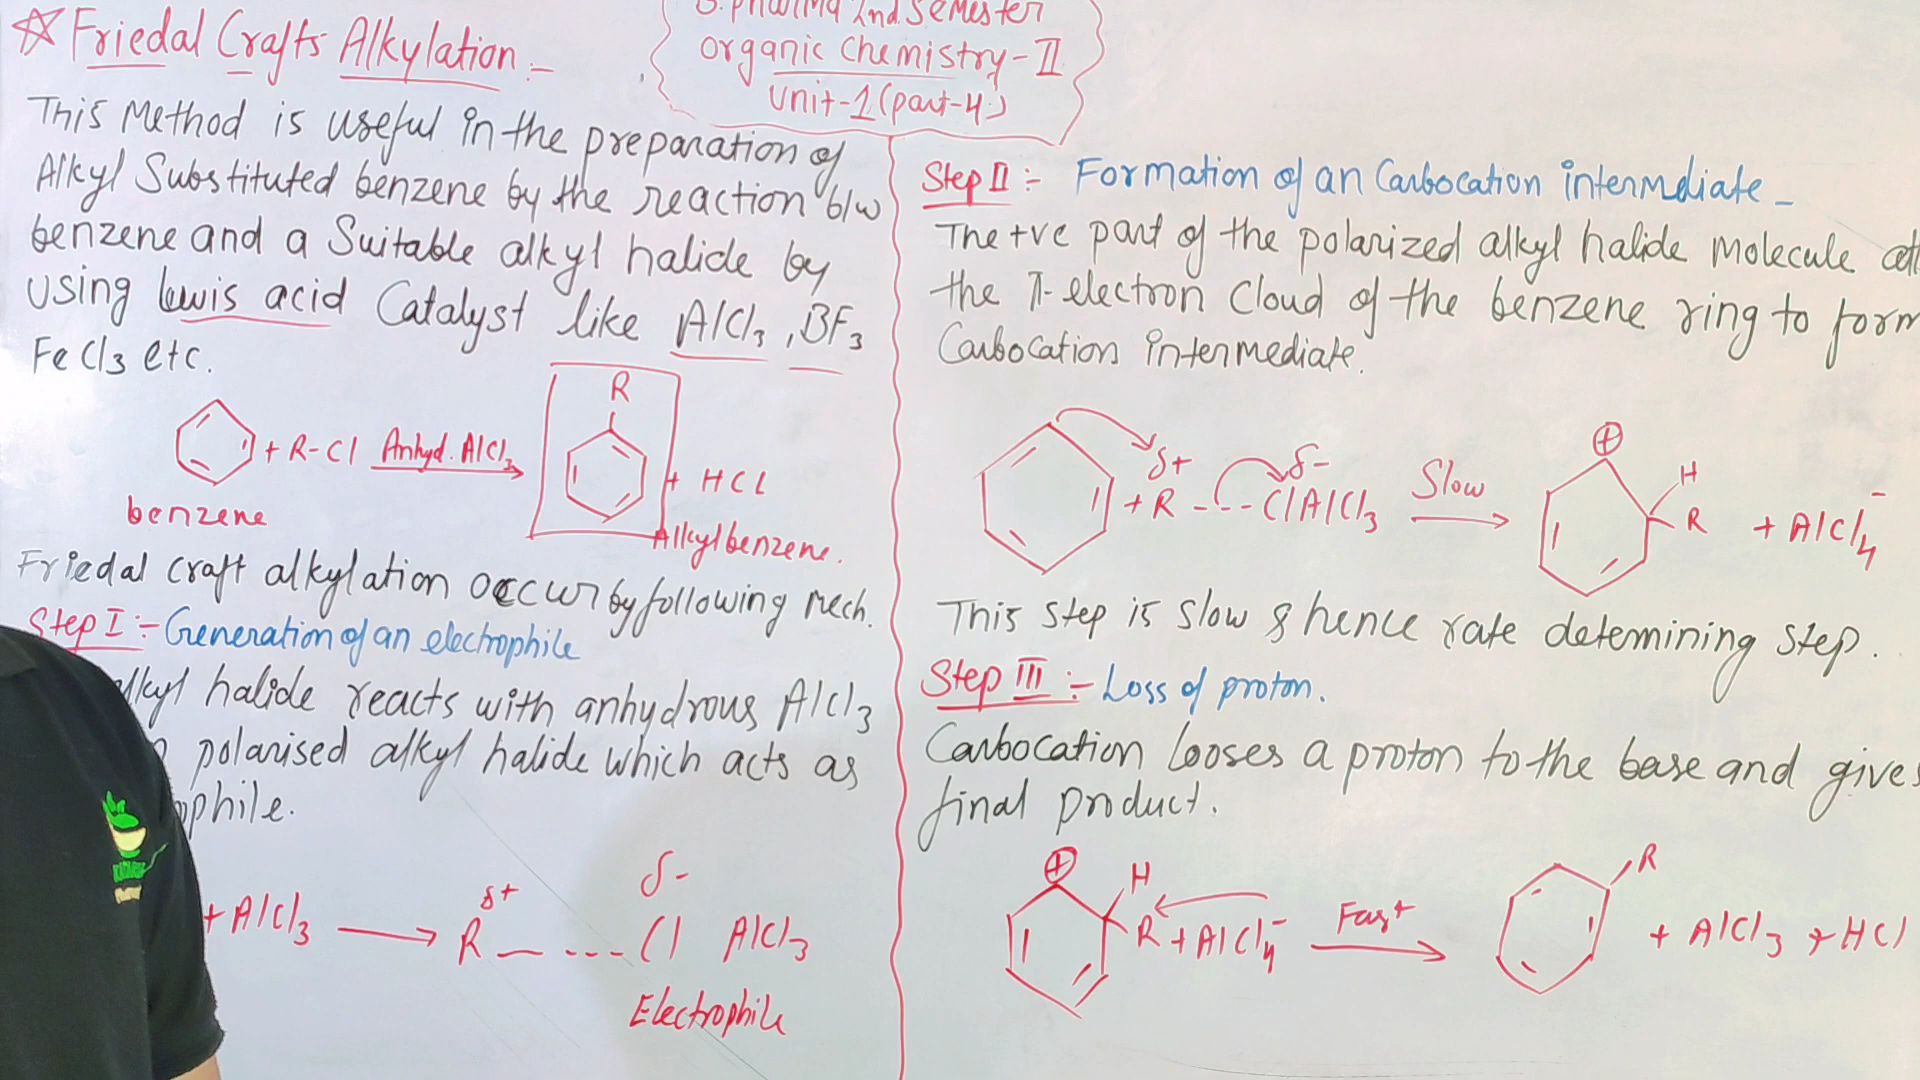 ☆ Friedal Crafts Alkylation :-
B. pharma 2nd Semester
organic chemistry-II
Unit-1 (part-4)
This Method is useful in the preparation of
Alkyl Substituted benzene by the reaction b/w
benzene and a Suitable alkyl halide by
using lewis acid Catalyst like AlCl3, BF3
FeCl3 etc.
R
+ R-Cl Anhyd. AlCl3 + HCl
benzene Alkylbenzene.
Friedal craft alkylation occur by following mech.
Step I :- Generation of an electrophile
alkyl halide reacts with anhydrous AlCl3
polarised alkyl halide which acts as
ophile.
δ+ δ-
+ AlCl3 → R - --- Cl AlCl3
Electrophile
Step II :- Formation of an Carbocation intermdiate -
The +ve part of the polarized alkyl halide Molecule
the π-electron Cloud of the benzene ring to form
Carbocation intermediate.
δ+ δ- ⊕
+ R ---- ClAlCl3 Slow → H R + AlCl4-
This step is slow & hence rate detemining step.
Step III :- Loss of proton.
Carbocation looses a proton to the base and gives
final product.
⊕ H R
R + AlCl4- Fast → + AlCl3 + HCl